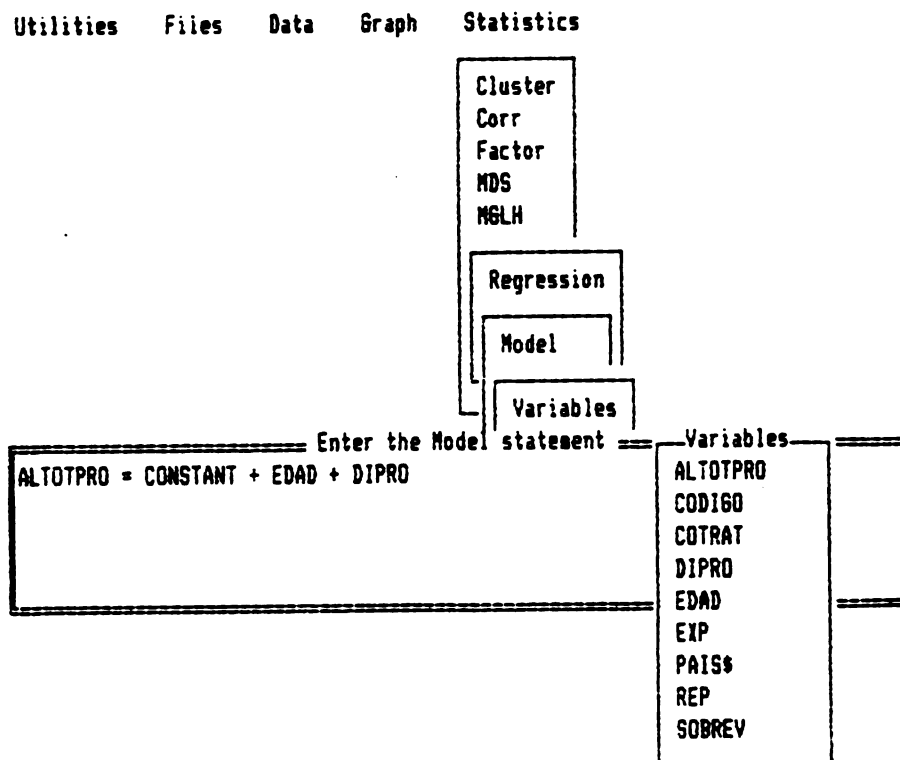 Utilities Files Data Graph Statistics
Cluster
Corr
Factor
MDS
MGLH
Regression
Model
Variables
Enter the Model statement
ALTOTPRO = CONSTANT + EDAD + DIPRO
Variables
ALTOTPRO
CODIGO
COTRAT
DIPRO
EDAD
EXP
PAIS$
REP
SOBREV